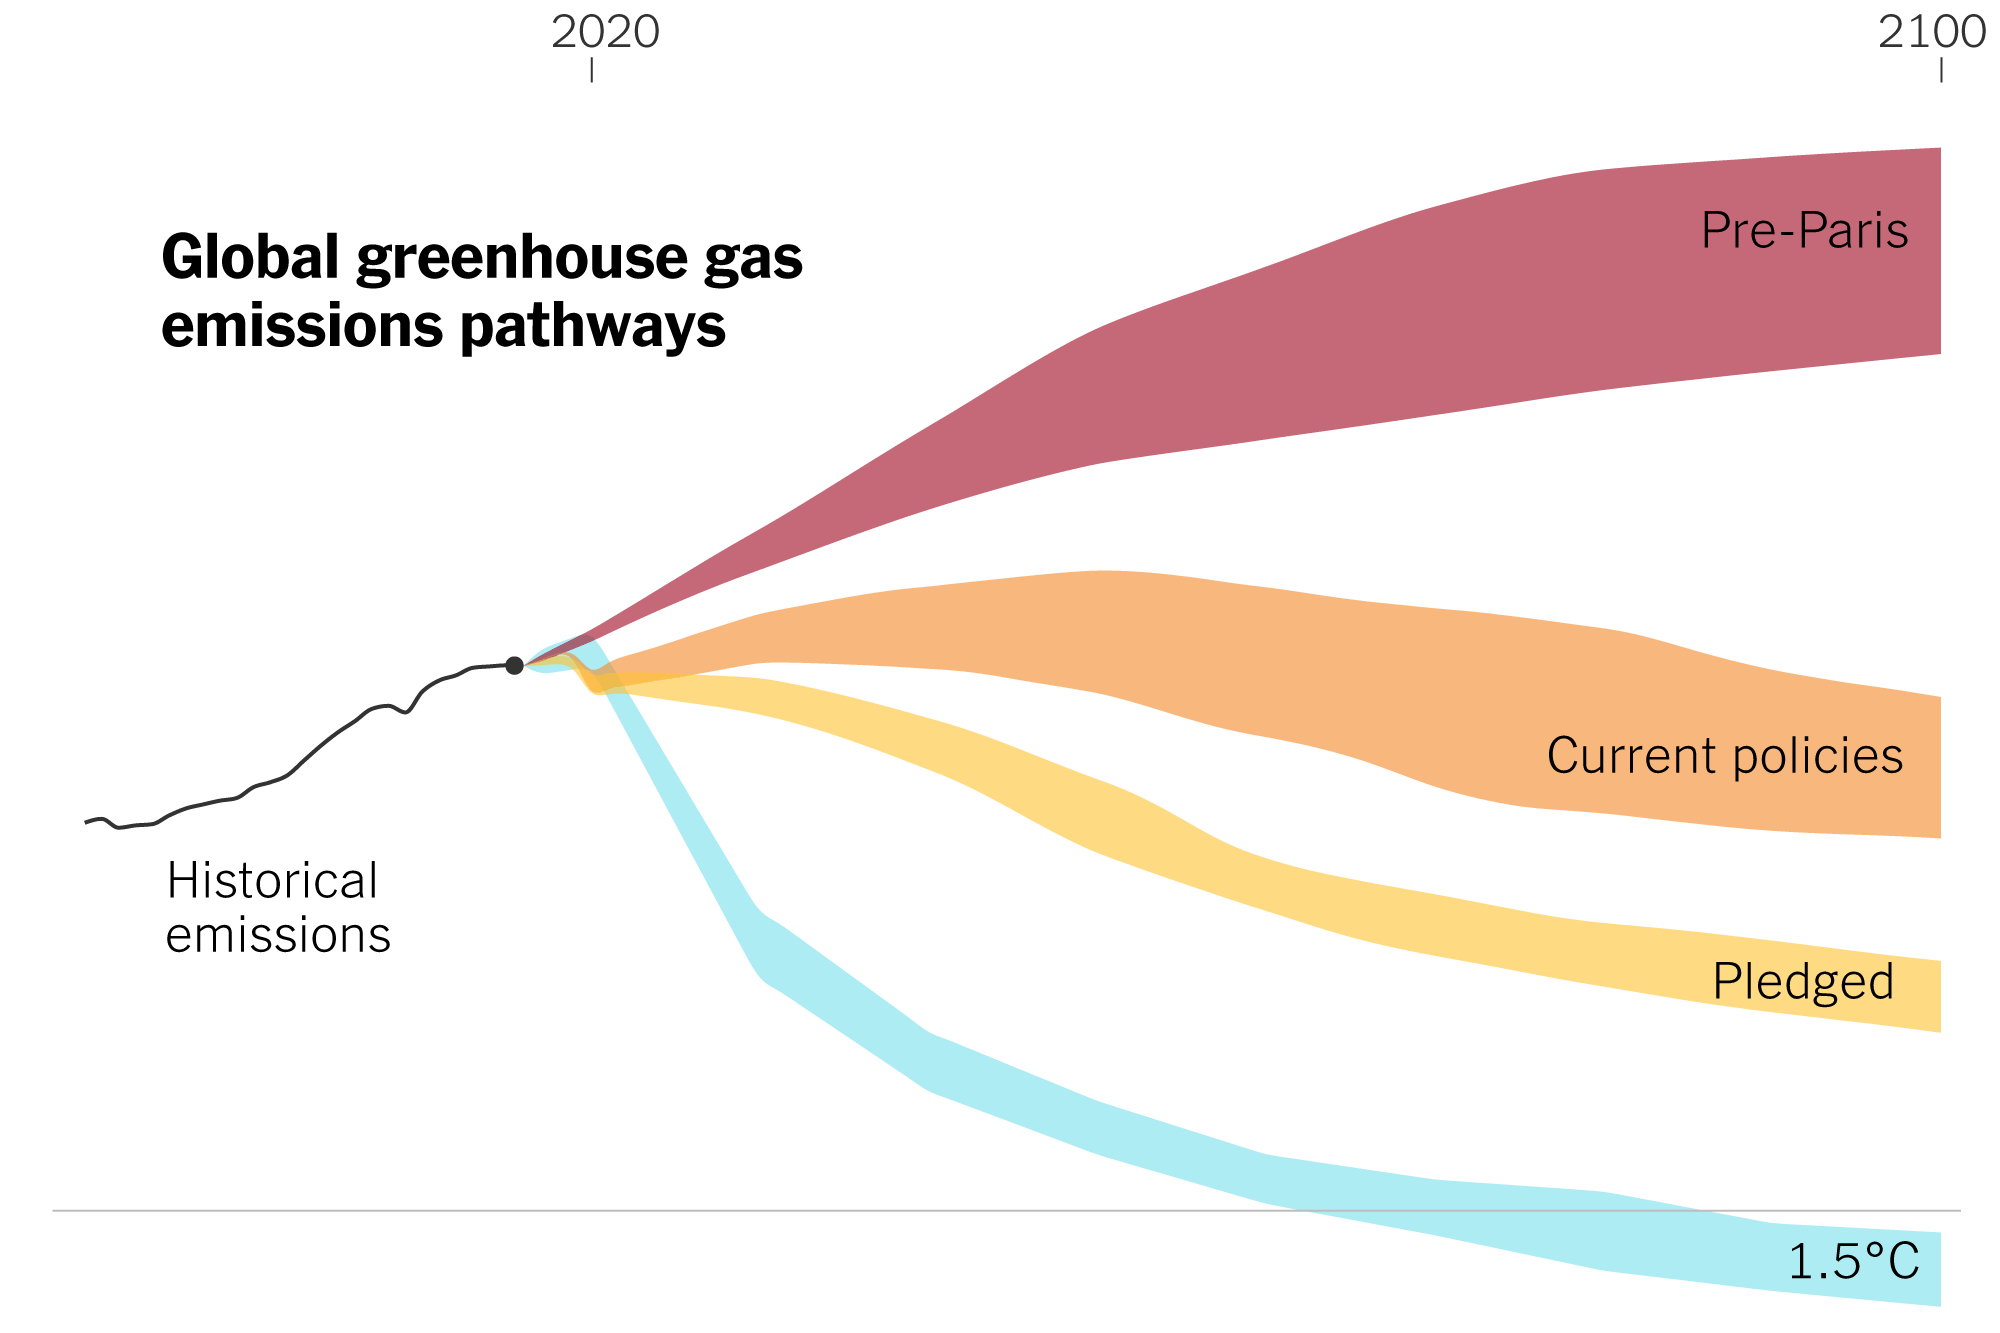 2020
2100
Global greenhouse gas
emissions pathways
Pre-Paris
Current policies
Historical
emissions
Pledged
1.5°C